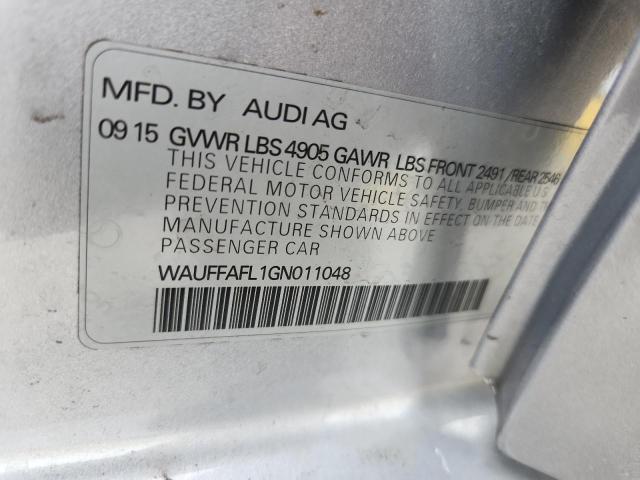 MFD. BY AUDI AG
09 15 GVWR LBS 4905 GAWR LBS FRONT 2491 /REAR 2546
THIS VEHICLE CONFORMS TO ALL APPLICABLE U
FEDERAL MOTOR VEHICLE SAFETY, BUMPER AND
PREVENTION STANDARDS IN EFFECT ON THE DATE
MANUFACTURE SHOWN ABOVE
PASSENGER CAR
WAUFFAFL1GN011048